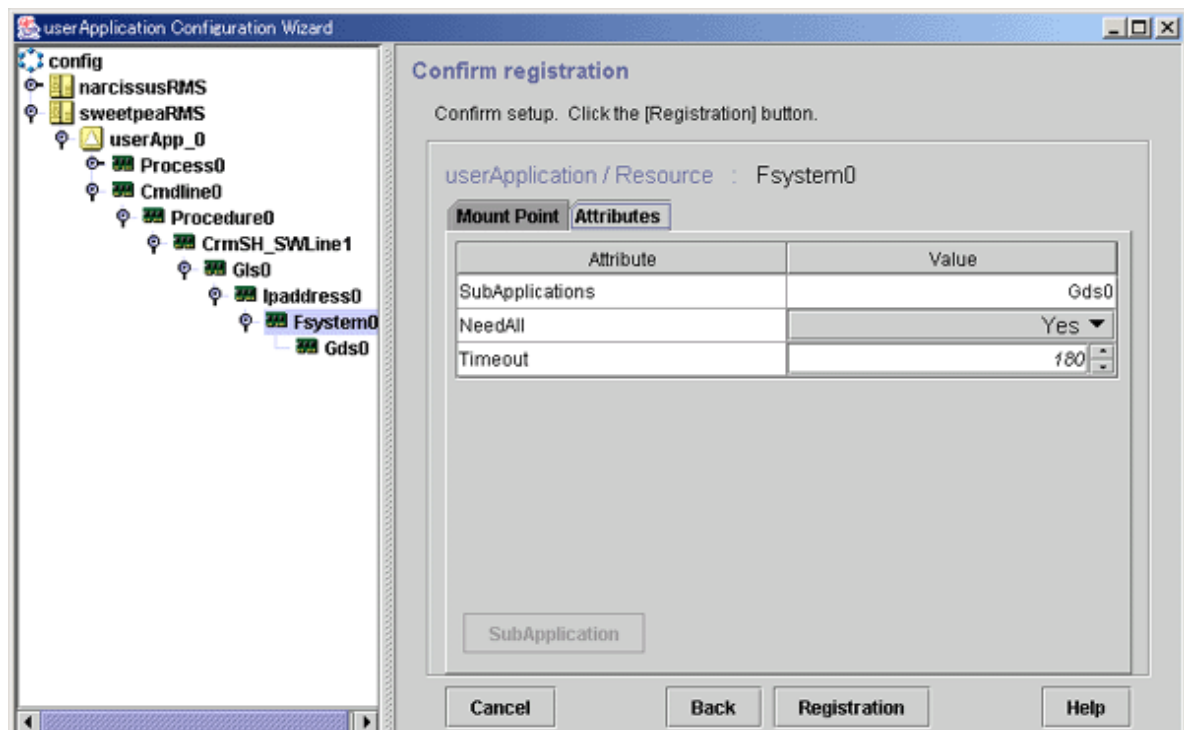 userApplication Configuration Wizard
config
narcissusRMS
sweetpeaRMS
userApp_0
Process0
Cmdline0
Procedure0
CrmSH_SWLine1
Gls0
Ipaddress0
Fsystem0
Gds0
Confirm registration
Confirm setup. Click the [Registration] button.
userApplication / Resource : Fsystem0
Mount Point Attributes
Attribute Value
SubApplications Gds0
NeedAll Yes
Timeout 180
SubApplication
Cancel Back Registration Help